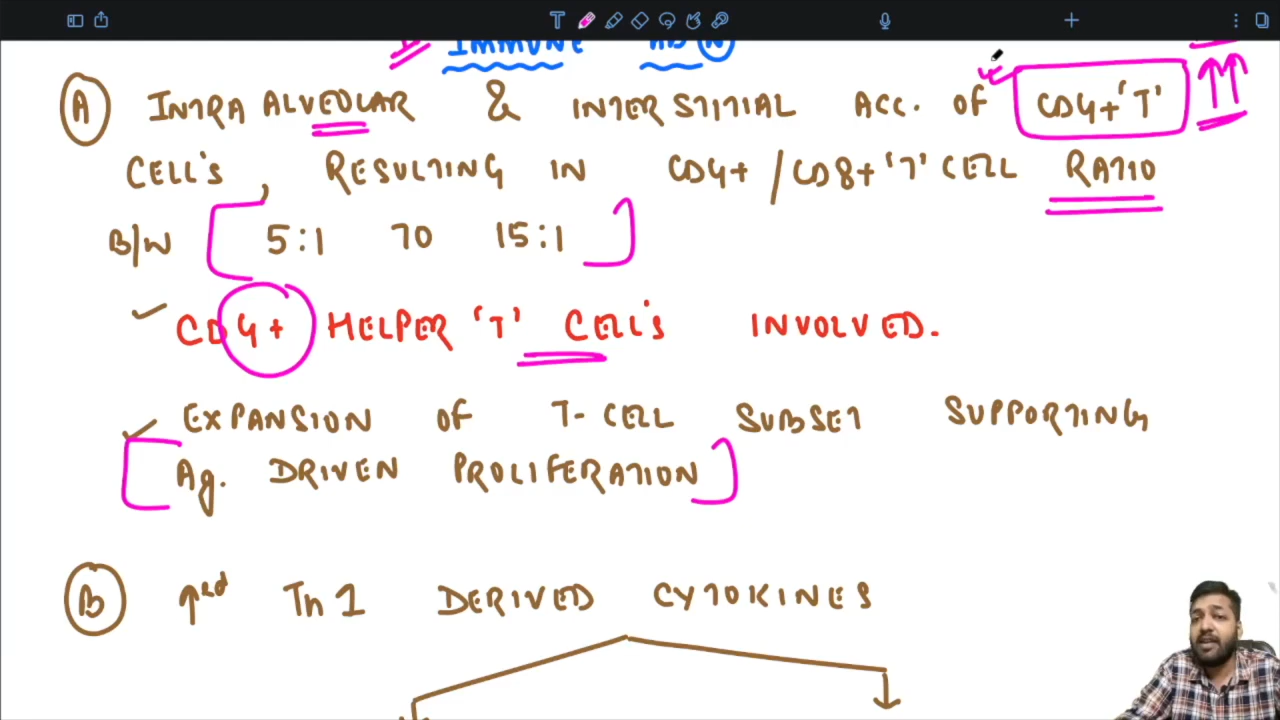 IMMUNE ABN
A INTRA ALVEOLAR & INTERSTITIAL ACC. OF CD4+ 'T' ↑↑
CELL'S, RESULTING IN CD4+/CD8+ 'T' CELL RATIO
B/W 5:1 TO 15:1
✓ CD4+ HELPER 'T' CELL'S INVOLVED.
✓ EXPANSION OF T-CELL SUBSET SUPPORTING
Ag. DRIVEN PROLIFERATION
B ↑ed Th1 DERIVED CYTOKINES